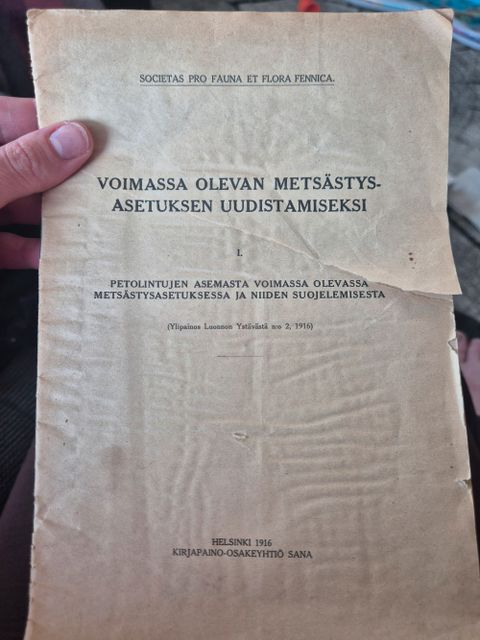 SOCIETAS PRO FAUNA ET FLORA FENNICA.
VOIMASSA OLEVAN METSÄSTYS-
ASETUKSEN UUDISTAMISEKSI
I.
PETOLINTUJEN ASEMASTA VOIMASSA OLEVASSA
METSÄSTYSASETUKSESSA JA NIIDEN SUOJELEMISESTA
(Ylipainos Luonnon Ystävästä n:o 2, 1916)
HELSINKI 1916
KIRJAPAINO-OSAKEYHTIÖ SANA